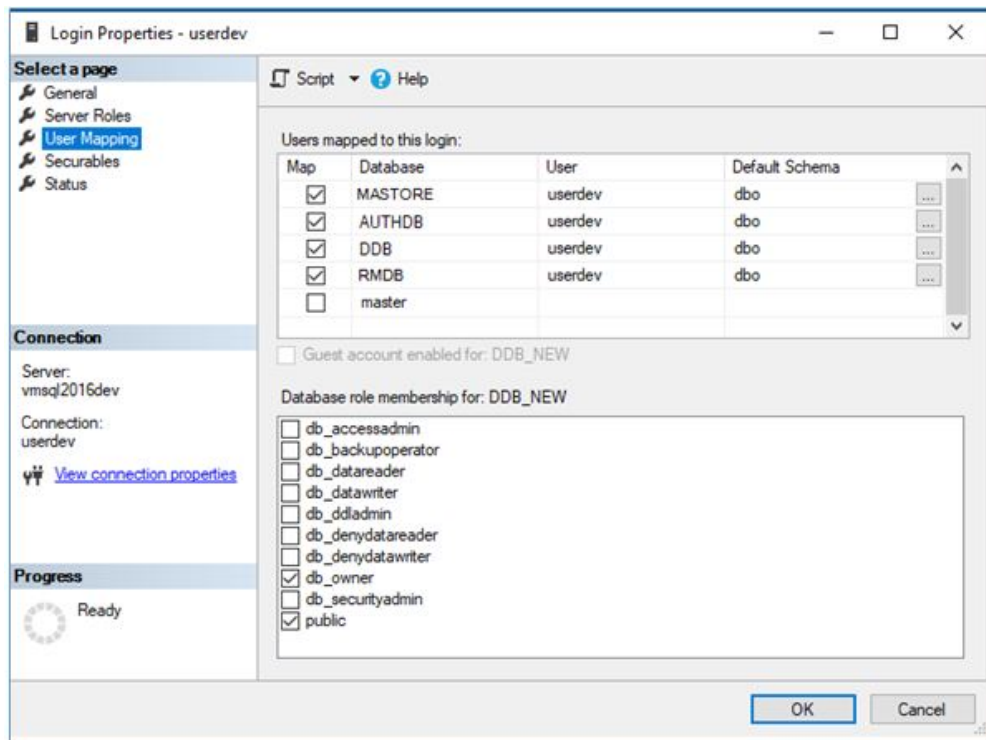 Login Properties - userdev
Select a page
General
Server Roles
User Mapping
Securables
Status
Script Help
Users mapped to this login:
Map Database User Default Schema
MASTORE userdev dbo ...
AUTHDB userdev dbo ...
DDB userdev dbo ...
RMDB userdev dbo ...
master
Guest account enabled for: DDB_NEW
Database role membership for: DDB_NEW
db_accessadmin
db_backupoperator
db_datareader
db_datawriter
db_ddladmin
db_denydatareader
db_denydatawriter
db_owner
db_securityadmin
public
Connection
Server:
vmsql2016dev
Connection:
userdev
View connection properties
Progress
Ready
OK Cancel